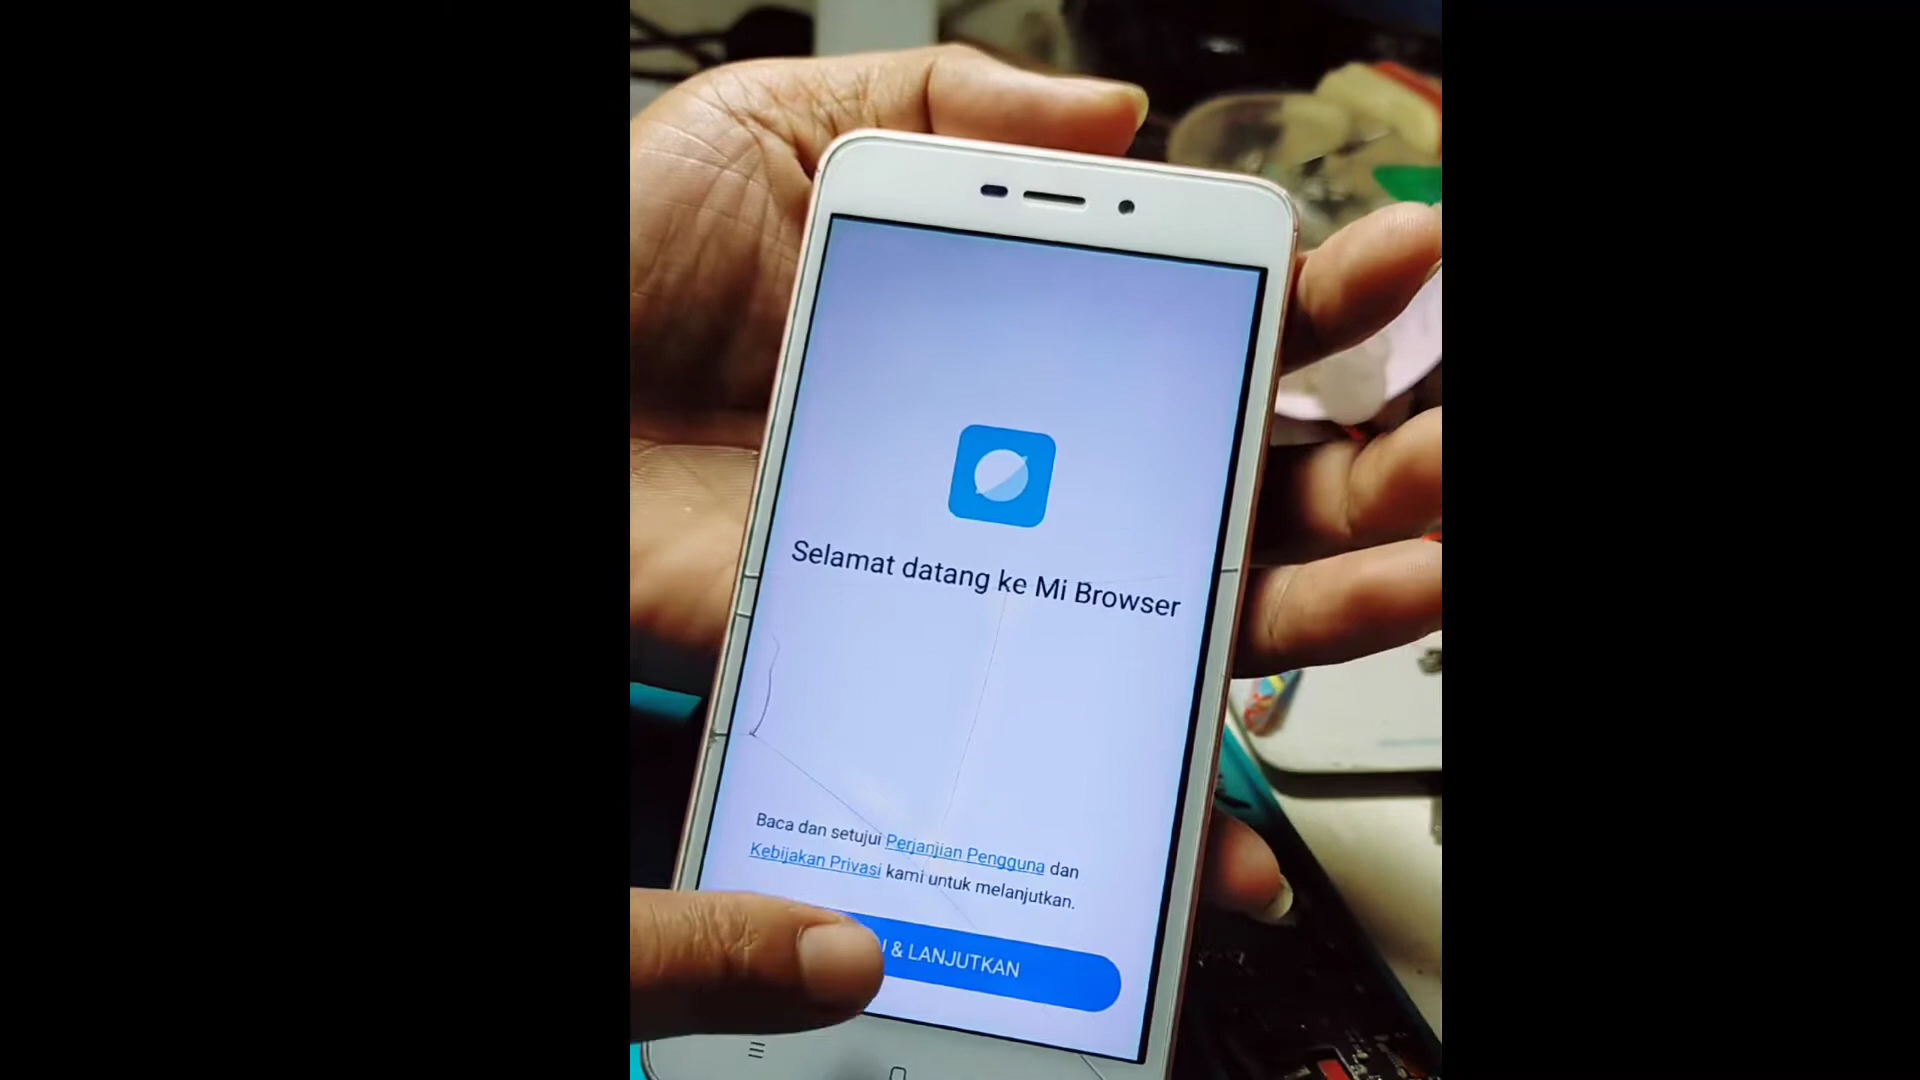 Selamat datang ke Mi Browser
Baca dan setujui Perjanjian Pengguna dan
Kebijakan Privasi kami untuk melanjutkan.
& LANJUTKAN